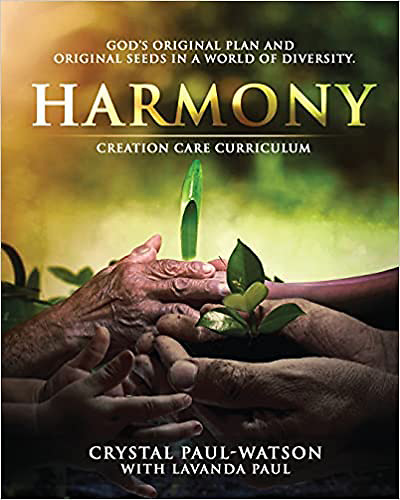 GOD'S ORIGINAL PLAN AND
ORIGINAL SEEDS IN A WORLD OF DIVERSITY.
HARMONY
CREATION CARE CURRICULUM
CRYSTAL PAUL-WATSON
WITH LAVANDA PAUL